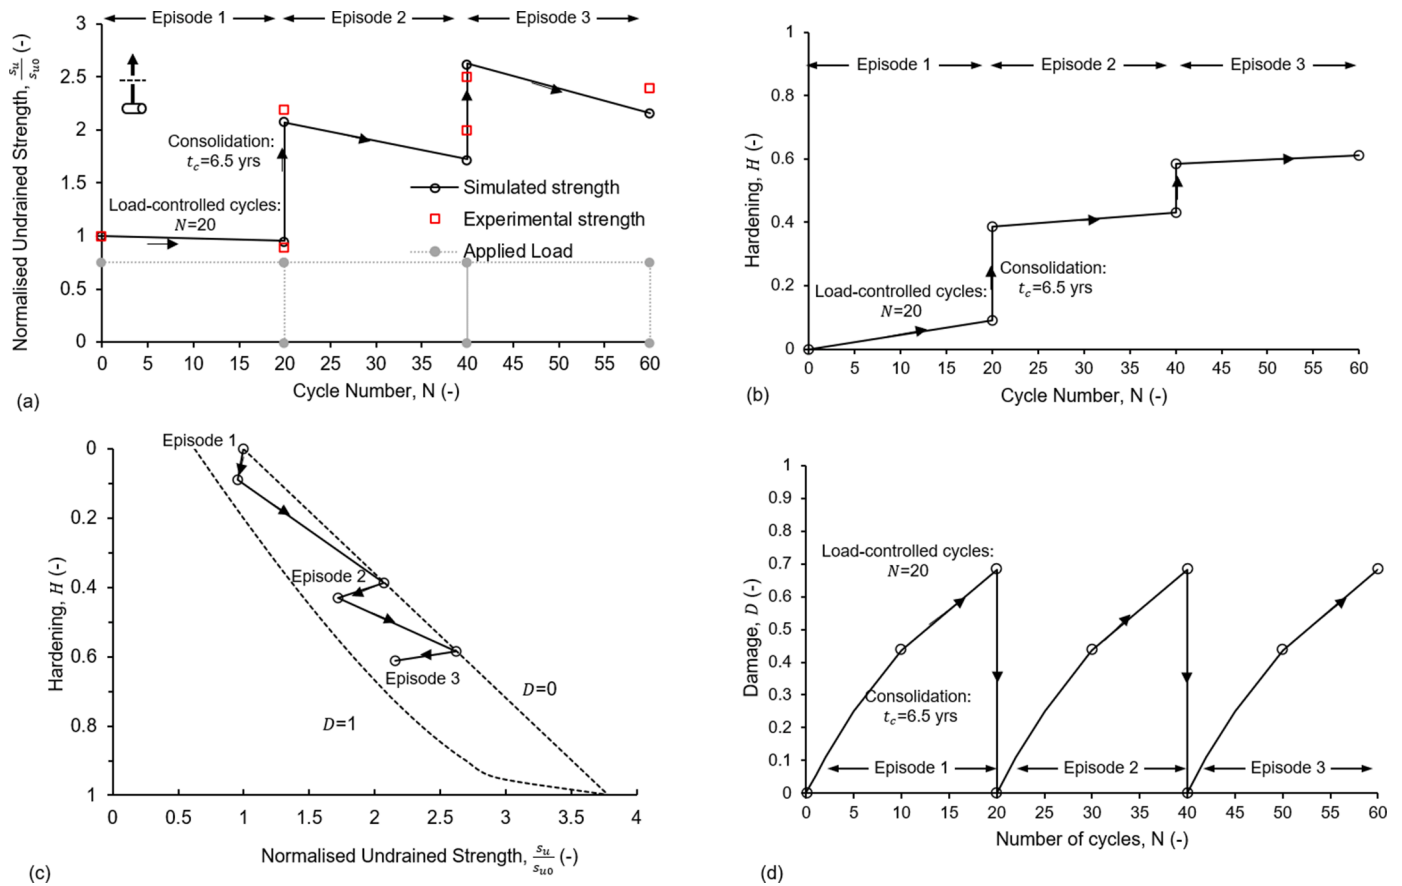 Episode 1
Episode 2
Episode 3
3
2.5
2
1.5
1
0.5
0
Normalised Undrained Strength, s_u/s_u0 (-)
Consolidation:
t_c=6.5 yrs
Load-controlled cycles:
N=20
Simulated strength
Experimental strength
Applied Load
0 5 10 15 20 25 30 35 40 45 50 55 60
Cycle Number, N (-)
(a)
1
0.8
0.6
0.4
0.2
0
Hardening, H (-)
Episode 1
Episode 2
Episode 3
Consolidation:
t_c=6.5 yrs
Load-controlled cycles:
N=20
0 5 10 15 20 25 30 35 40 45 50 55 60
Cycle Number, N (-)
(b)
0
0.2
0.4
0.6
0.8
1
Hardening, H (-)
Episode 1
Episode 2
Episode 3
D=0
D=1
0 0.5 1 1.5 2 2.5 3 3.5 4
Normalised Undrained Strength, s_u/s_u0 (-)
(c)
1
0.9
0.8
0.7
0.6
0.5
0.4
0.3
0.2
0.1
0
Damage, D (-)
Load-controlled cycles:
N=20
Consolidation:
t_c=6.5 yrs
Episode 1
Episode 2
Episode 3
0 5 10 15 20 25 30 35 40 45 50 55 60
Number of cycles, N (-)
(d)